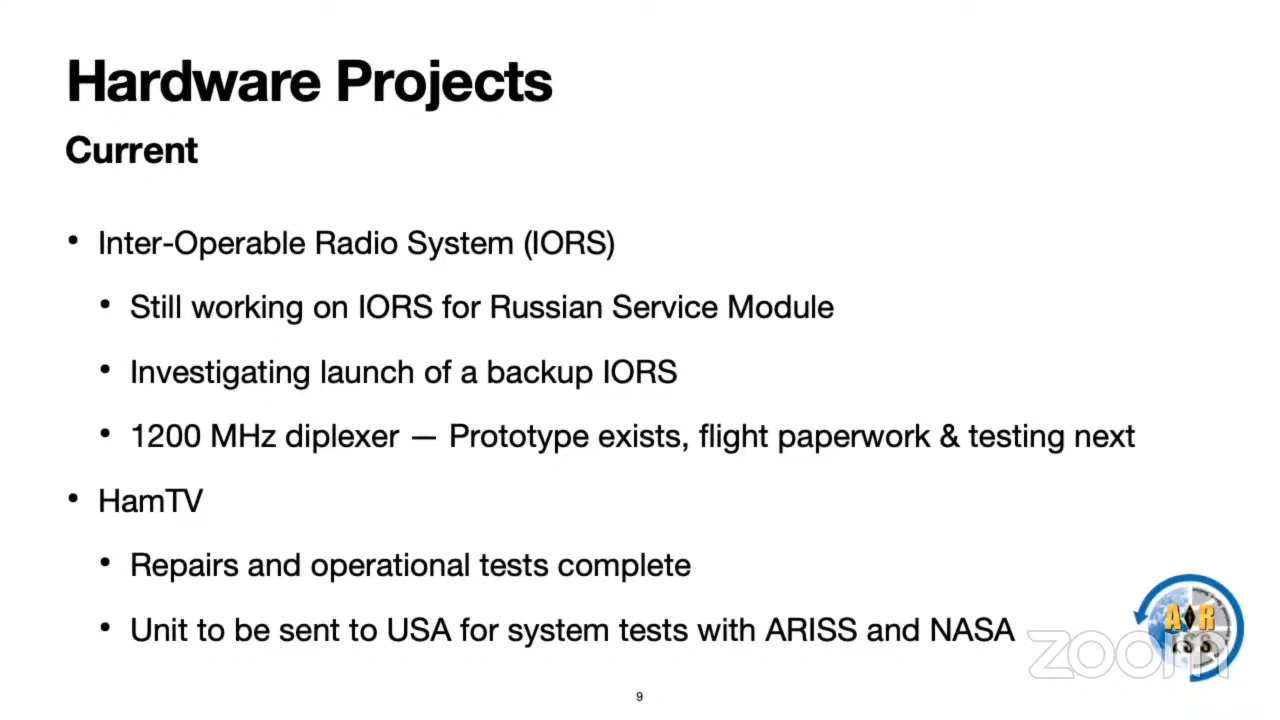 Hardware Projects
Current
• Inter-Operable Radio System (IORS)
• Still working on IORS for Russian Service Module
• Investigating launch of a backup IORS
• 1200 MHz diplexer — Prototype exists, flight paperwork & testing next
• HamTV
• Repairs and operational tests complete
• Unit to be sent to USA for system tests with ARISS and NASA
A R
ISS
zoom
9